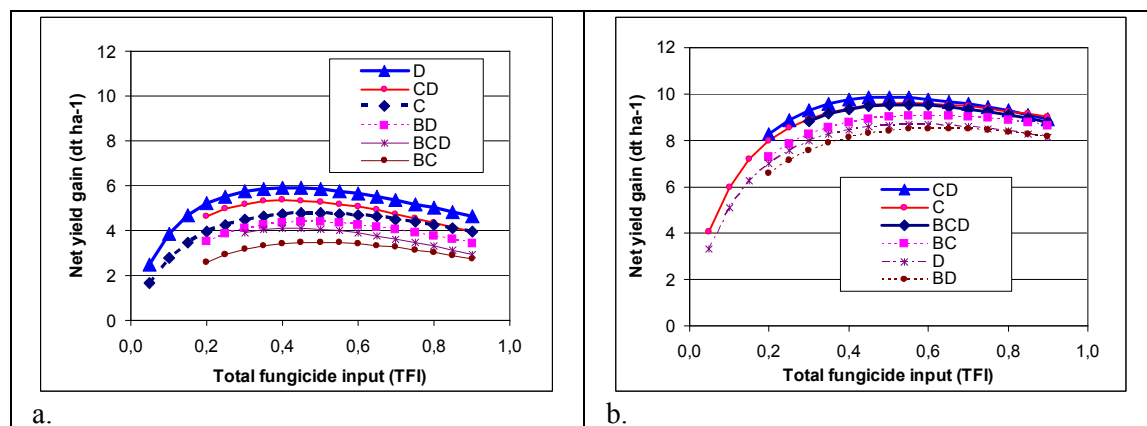 Net yield gain (dt ha-1)
12
10
8
6
4
2
0
D
CD
C
BD
BCD
BC
0,0 0,2 0,4 0,6 0,8 1,0
Total fungicide input (TFI)
a.
Net yield gain (dt ha-1)
12
10
8
6
4
2
0
CD
C
BCD
BC
D
BD
0,0 0,2 0,4 0,6 0,8 1,0
Total fungicide input (TFI)
b.